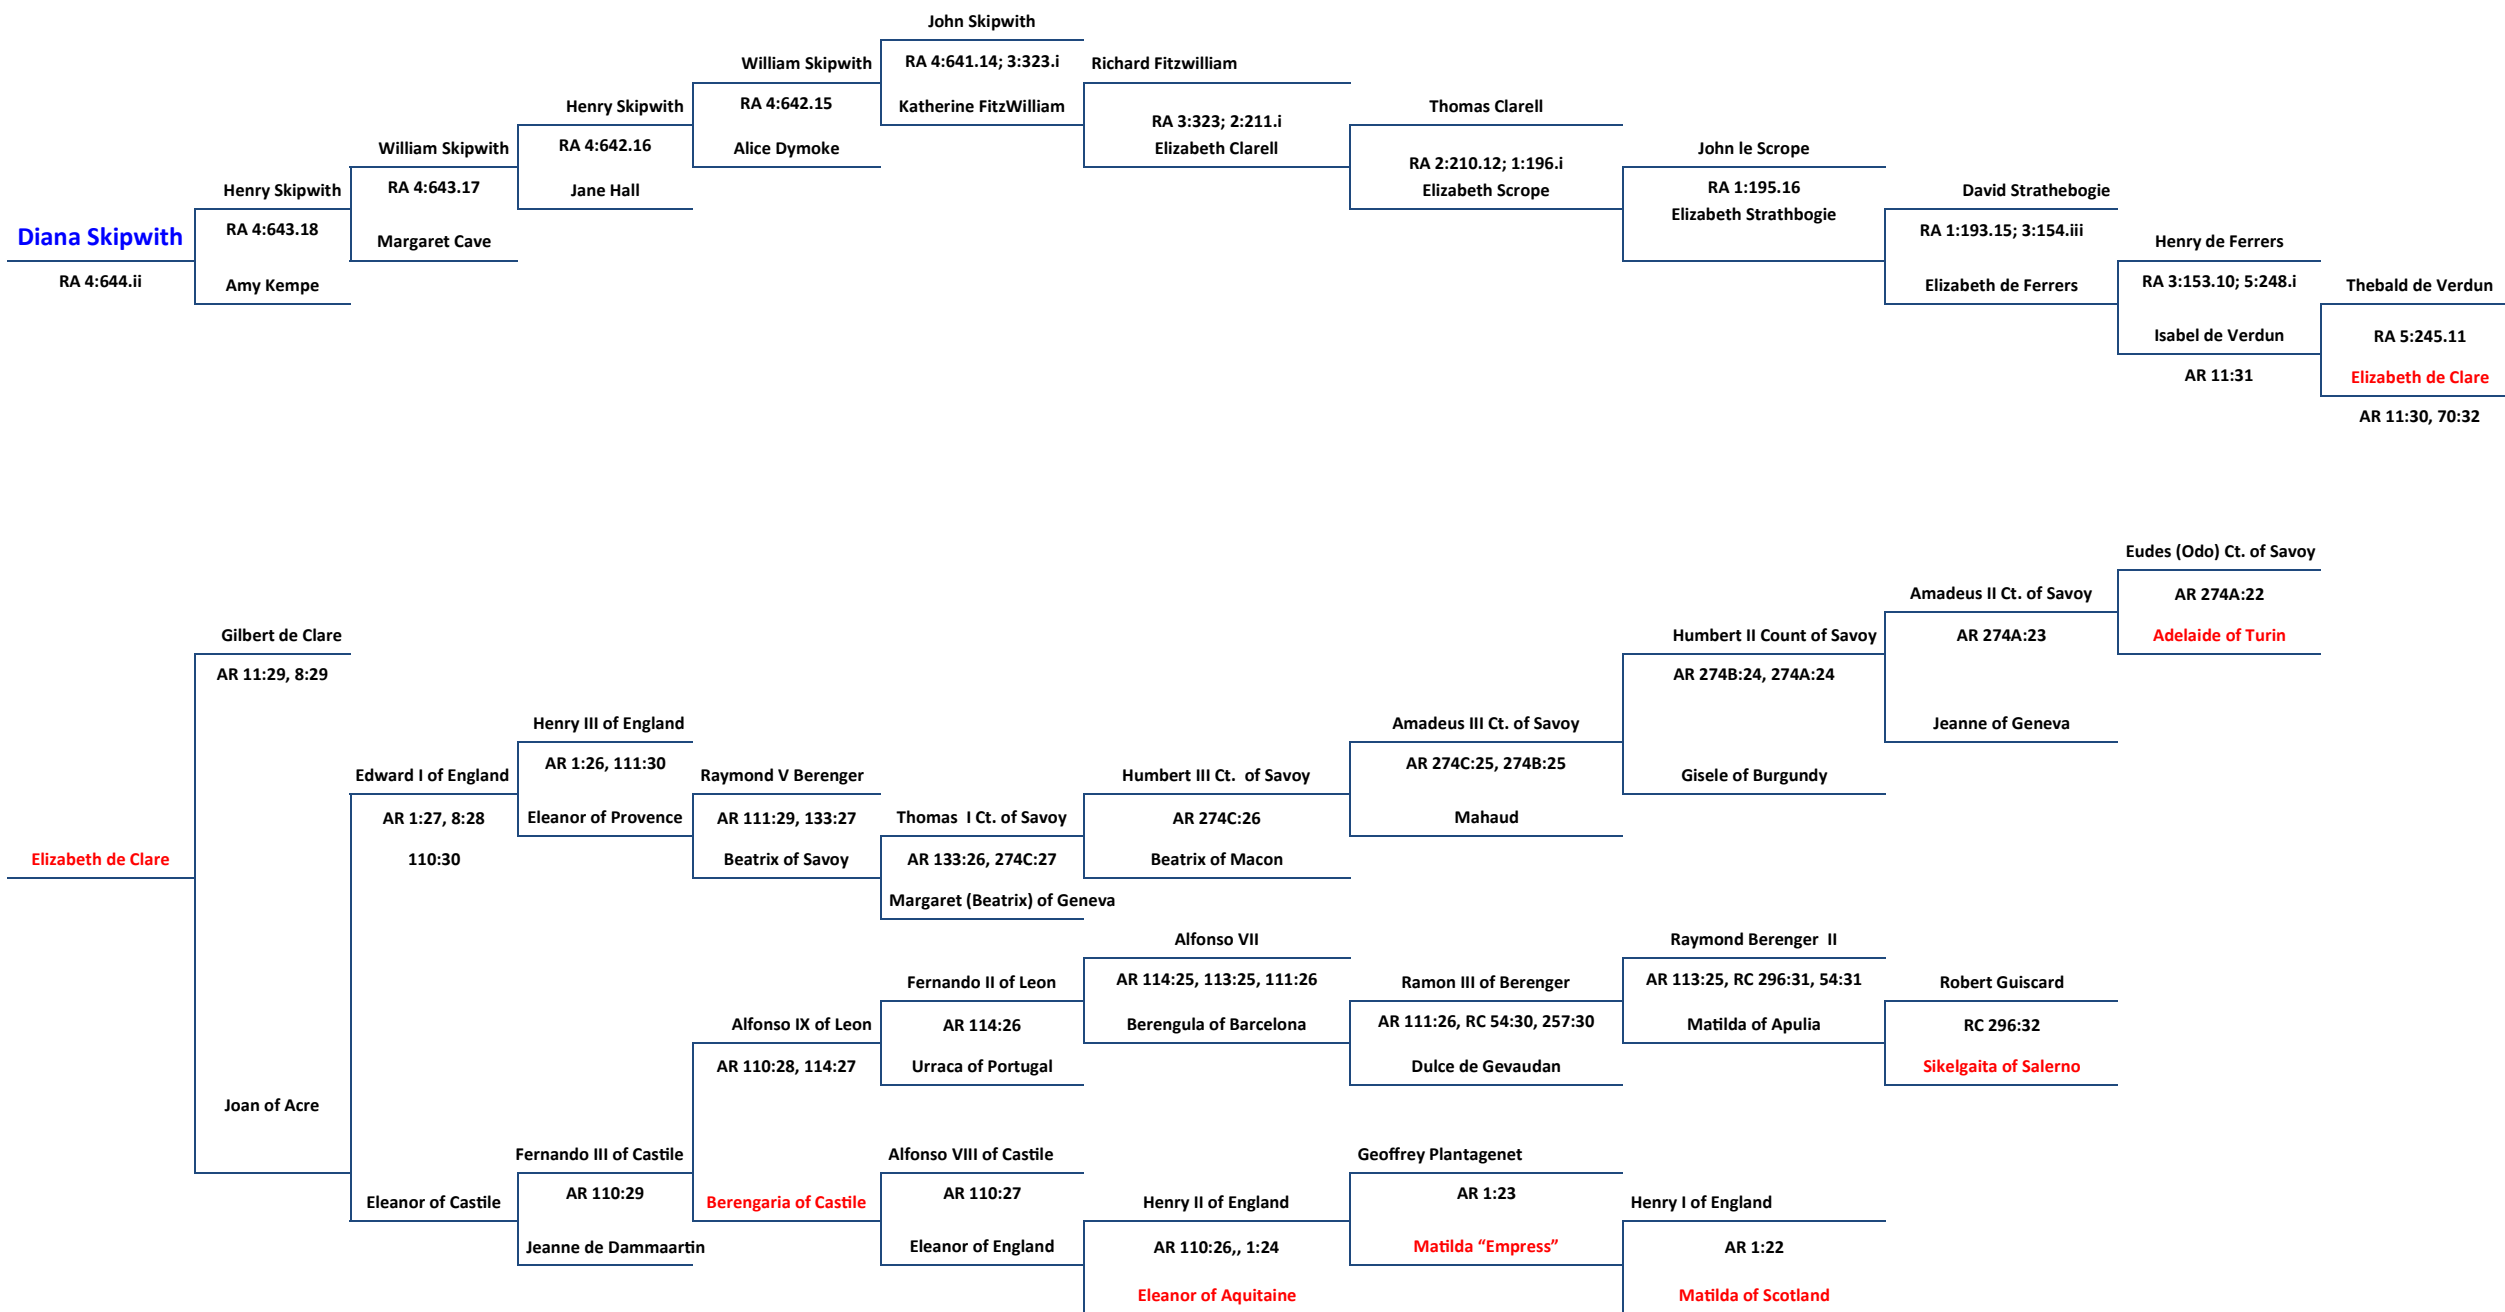 John Skipwith
William Skipwith
RA 4:641.14; 3:323.i
Richard Fitzwilliam
Henry Skipwith
RA 4:642.15
Katherine FitzWilliam
Thomas Clarell
RA 3:323; 2:211.i
William Skipwith
RA 4:642.16
Alice Dymoke
Elizabeth Clarell
John le Scrope
RA 2:210.12; 1:196.i
Henry Skipwith
RA 4:643.17
Jane Hall
Elizabeth Scrope
RA 1:195.16
David Strathebogie
Elizabeth Strathbogie
Diana Skipwith
RA 4:643.18
Margaret Cave
RA 1:193.15; 3:154.iii
Henry de Ferrers
RA 4:644.ii
Amy Kempe
Elizabeth de Ferrers
RA 3:153.10; 5:248.i
Thebald de Verdun
Isabel de Verdun
RA 5:245.11
AR 11:31
Elizabeth de Clare
AR 11:30, 70:32
Eudes (Odo) Ct. of Savoy
Amadeus II Ct. of Savoy
AR 274A:22
Gilbert de Clare
Humbert II Count of Savoy
AR 274A:23
Adelaide of Turin
AR 11:29, 8:29
AR 274B:24, 274A:24
Henry III of England
Amadeus III Ct. of Savoy
Jeanne of Geneva
Edward I of England
AR 1:26, 111:30
Raymond V Berenger
Humbert III Ct. of Savoy
AR 274C:25, 274B:25
Gisele of Burgundy
AR 1:27, 8:28
Eleanor of Provence
AR 111:29, 133:27
Thomas I Ct. of Savoy
AR 274C:26
Mahaud
Elizabeth de Clare
110:30
Beatrix of Savoy
AR 133:26, 274C:27
Beatrix of Macon
Margaret (Beatrix) of Geneva
Alfonso VII
Raymond Berenger II
Fernando II of Leon
AR 114:25, 113:25, 111:26
Ramon III of Berenger
AR 113:25, RC 296:31, 54:31
Robert Guiscard
Alfonso IX of Leon
AR 114:26
Berengula of Barcelona
AR 111:26, RC 54:30, 257:30
Matilda of Apulia
RC 296:32
AR 110:28, 114:27
Urraca of Portugal
Dulce de Gevaudan
Sikelgaita of Salerno
Joan of Acre
Fernando III of Castile
Alfonso VIII of Castile
Geoffrey Plantagenet
Eleanor of Castile
AR 110:29
Berengaria of Castile
AR 110:27
Henry II of England
AR 1:23
Henry I of England
Jeanne de Dammaartin
Eleanor of England
AR 110:26,, 1:24
Matilda “Empress”
AR 1:22
Eleanor of Aquitaine
Matilda of Scotland